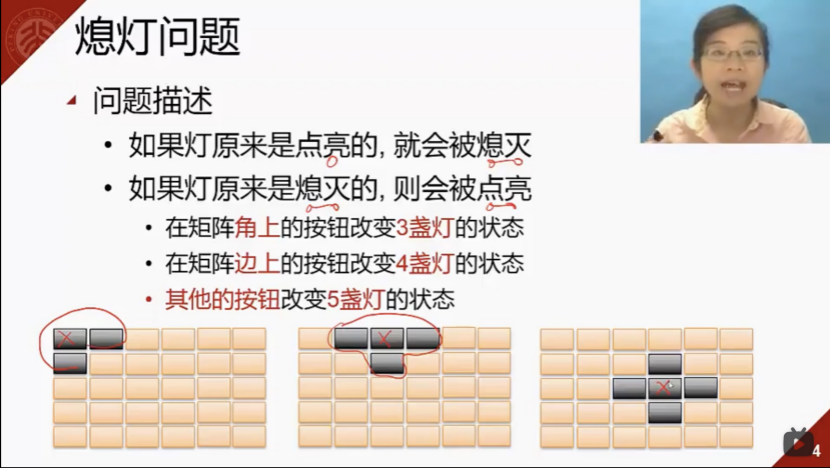 熄灯问题
问题描述
• 如果灯原来是点亮的, 就会被熄灭
• 如果灯原来是熄灭的, 则会被点亮
• 在矩阵角上的按钮改变3盏灯的状态
• 在矩阵边上的按钮改变4盏灯的状态
• 其他的按钮改变5盏灯的状态
4